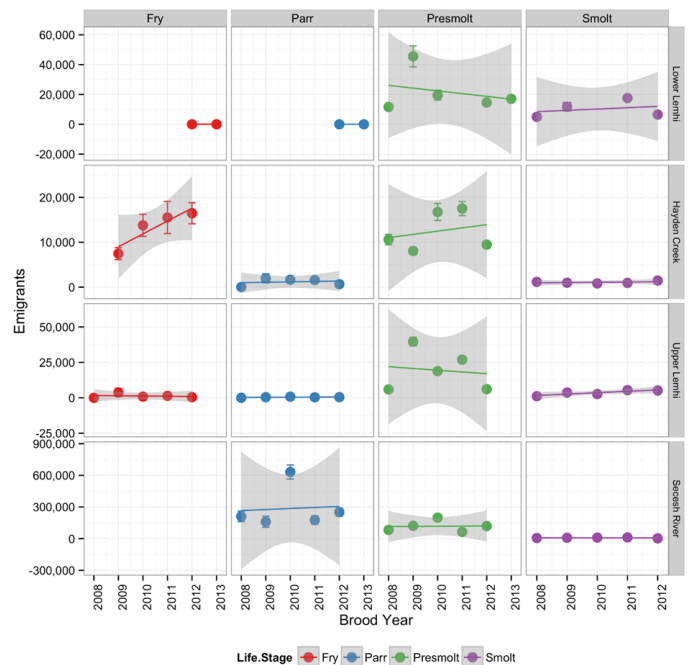 Fry Parr Presmolt Smolt
60,000
40,000
20,000
0
-20,000
Lower Lemhi
20,000
10,000
0
Hayden Creek
50,000
25,000
0
-25,000
Upper Lemhi
900,000
600,000
300,000
0
-300,000
Secesh River
Emigrants
2008 2009 2010 2011 2012 2013 2008 2009 2010 2011 2012 2013 2008 2009 2010 2011 2012 2013 2008 2009 2010 2011 2012
Brood Year
Life.Stage Fry Parr Presmolt Smolt